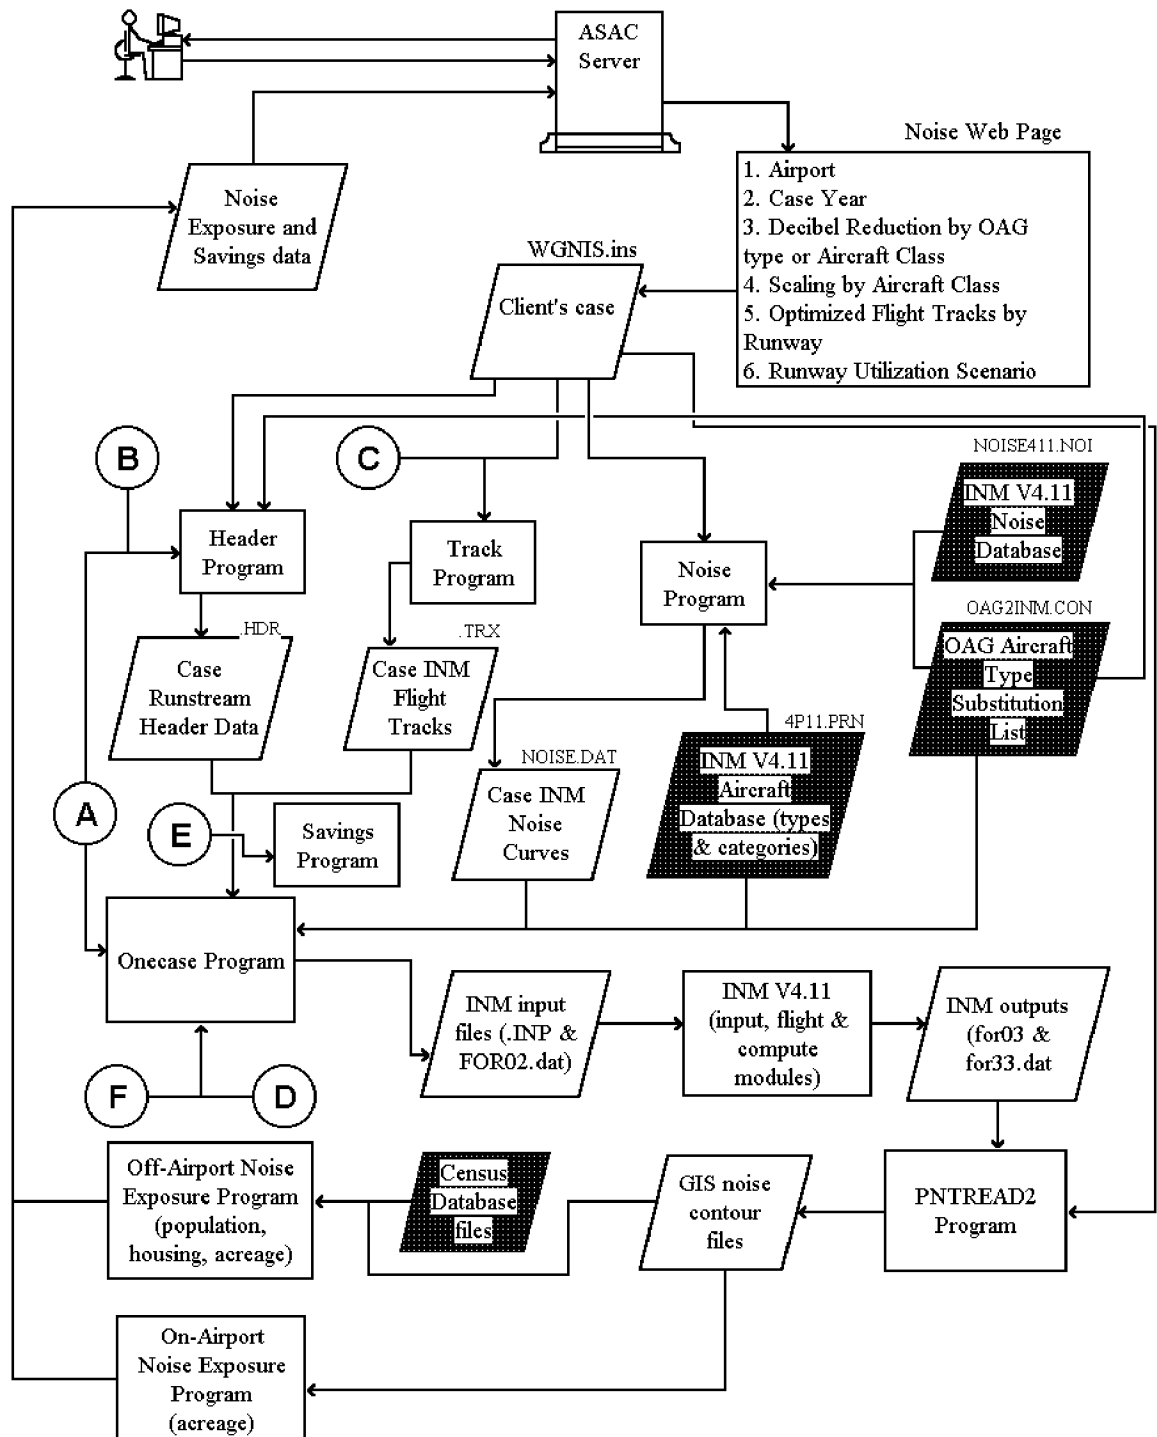 ASAC
Server
Noise Web Page
1. Airport
2. Case Year
3. Decibel Reduction by OAG
type or Aircraft Class
4. Scaling by Aircraft Class
5. Optimized Flight Tracks by
Runway
6. Runway Utilization Scenario
Noise
Exposure and
Savings data
WGNIS.ins
Client's case
B
C
NOISE411.NOI
INM V4.11
Noise
Database
Header
Program
Track
Program
Noise
Program
OAG2INM.CON
OAG Aircraft
Type
Substitution
List
.HDR
Case
Runstream
Header Data
.TRX
Case INM
Flight
Tracks
4P11.PRN
INM V4.11
Aircraft
Database (types
& categories)
NOISE.DAT
Case INM
Noise
Curves
A
E
Savings
Program
Onecase Program
INM input
files (.INP &
FOR02.dat)
INM V4.11
(input, flight &
compute
modules)
INM outputs
(for03 &
for33.dat
F
D
Off-Airport Noise
Exposure Program
(population,
housing, acreage)
Census
Database
files
GIS noise
contour
files
PNTREAD2
Program
On-Airport
Noise Exposure
Program
(acreage)